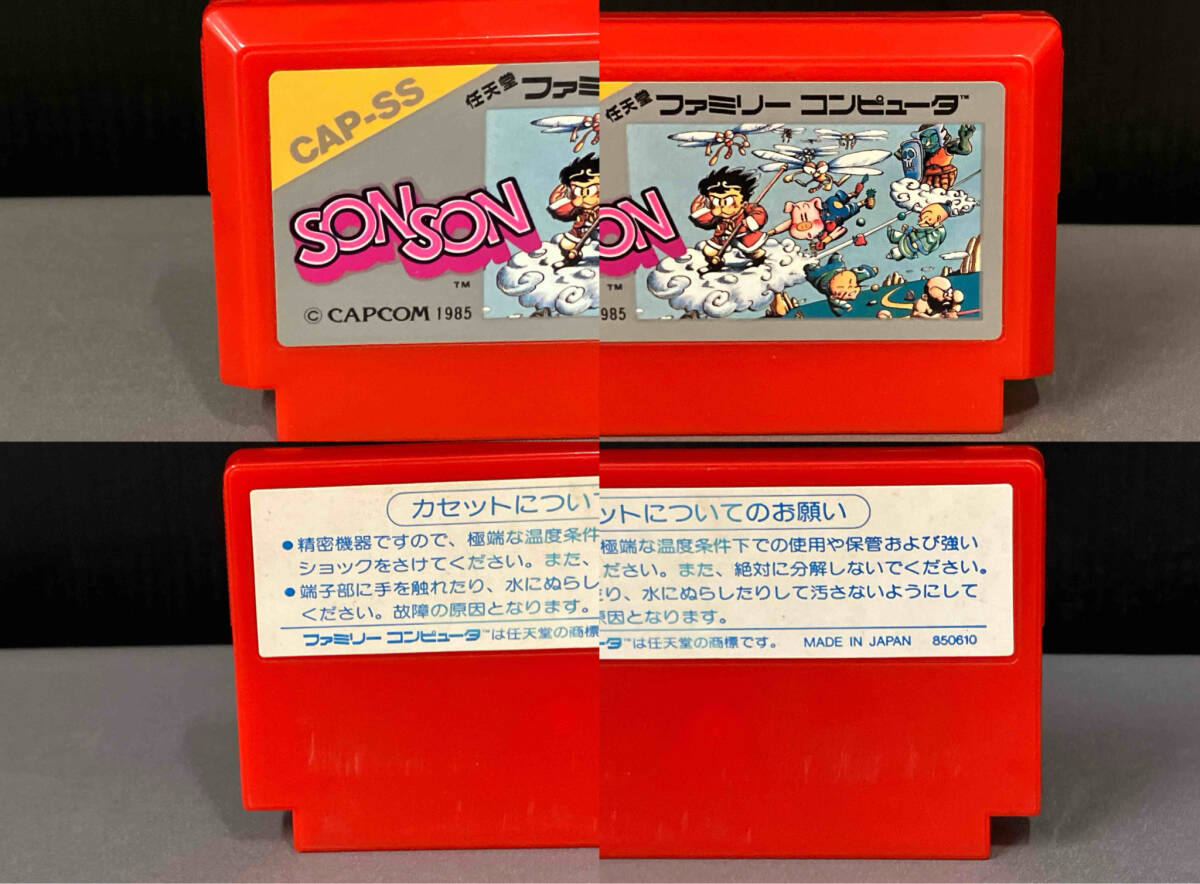 CAP-SS
任天堂 ファミ
SONSON
TM
© CAPCOM 1985
任天堂 ファミリー コンピュータ™
ON
TM
985
カセットについて
●精密機器ですので、極端な温度条件
ショックをさけてください。また、
●端子部に手を触れたり、水にぬらし
ください。故障の原因となります。
ファミリー コンピュータ™は任天堂の商標
ットについてのお願い
極端な温度条件下での使用や保管および強い
ださい。また、絶対に分解しないでください。
り、水にぬらしたりして汚さないようにして
原因となります。
ータ™は任天堂の商標です。 MADE IN JAPAN 850610